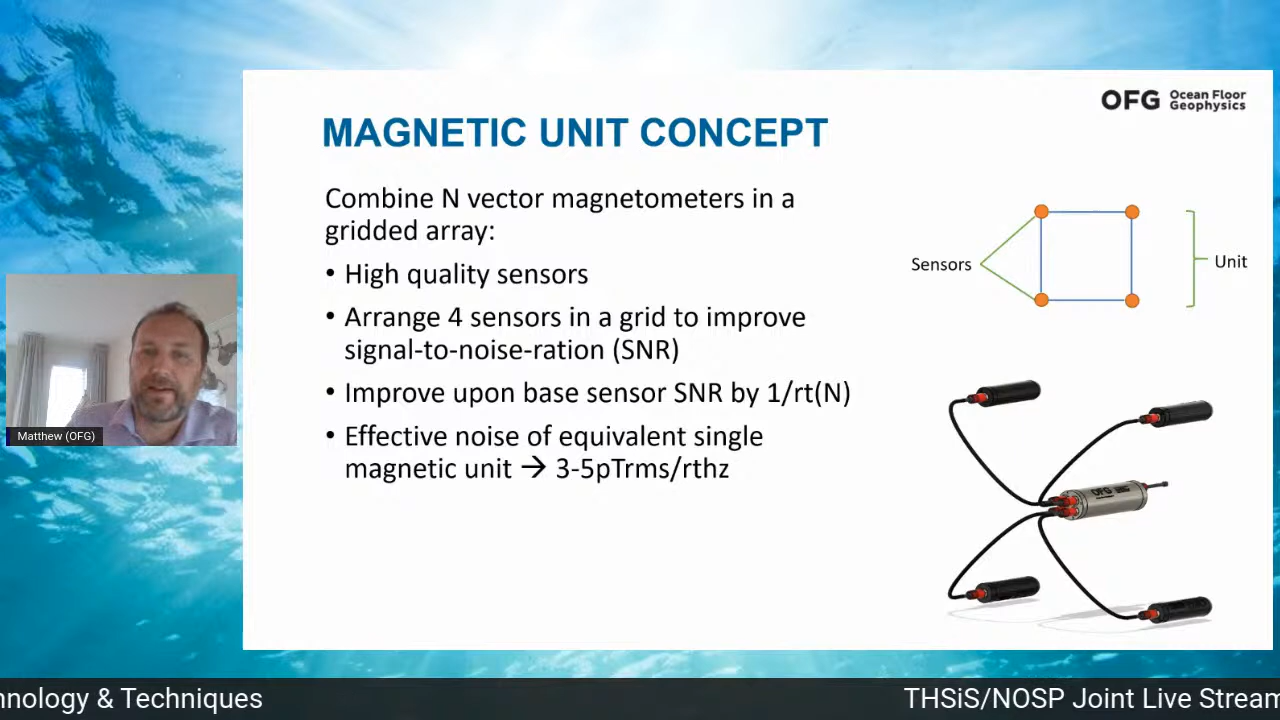 OFG Ocean Floor
Geophysics
MAGNETIC UNIT CONCEPT
Combine N vector magnetometers in a
gridded array:
• High quality sensors
• Arrange 4 sensors in a grid to improve
signal-to-noise-ration (SNR)
• Improve upon base sensor SNR by 1/rt(N)
• Effective noise of equivalent single
magnetic unit → 3-5pTrms/rthz
Sensors
Unit
OFG
Matthew (OFG)
hnology & Techniques
THSiS/NOSP Joint Live Stream